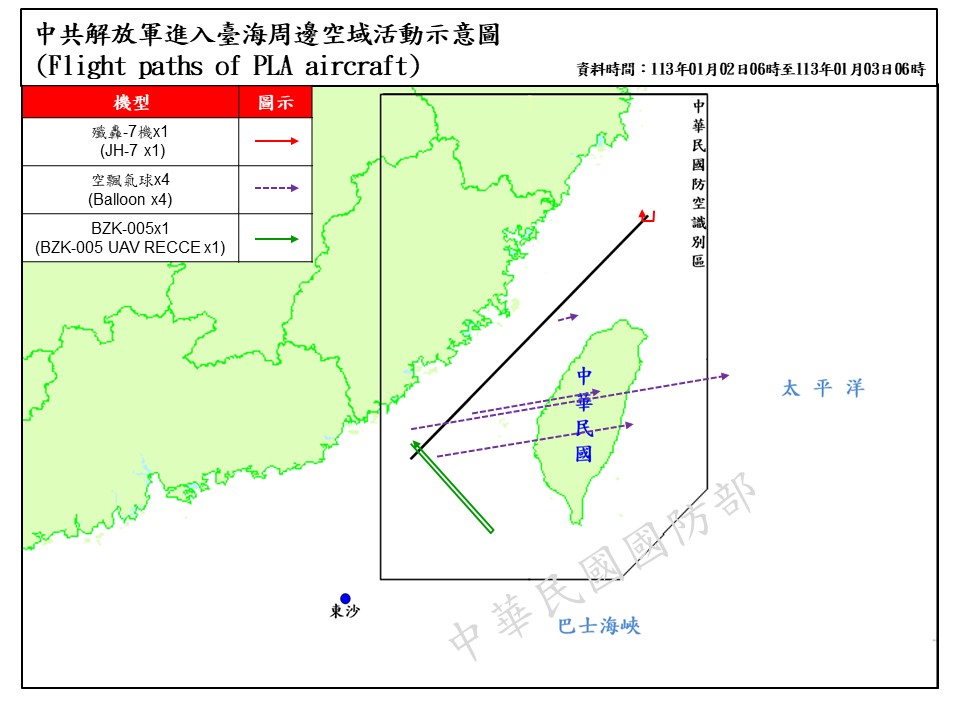 中共解放軍進入臺海周邊空域活動示意圖
(Flight paths of PLA aircraft)
資料時間：113年01月02日06時至113年01月03日06時
機型
圖示
殲轟-7機x1
(JH-7 x1)
空飄氣球x4
(Balloon x4)
BZK-005x1
(BZK-005 UAV RECCE x1)
中華民國防空識別區
中華民國
太平洋
東沙
巴士海峽
中華民國國防部